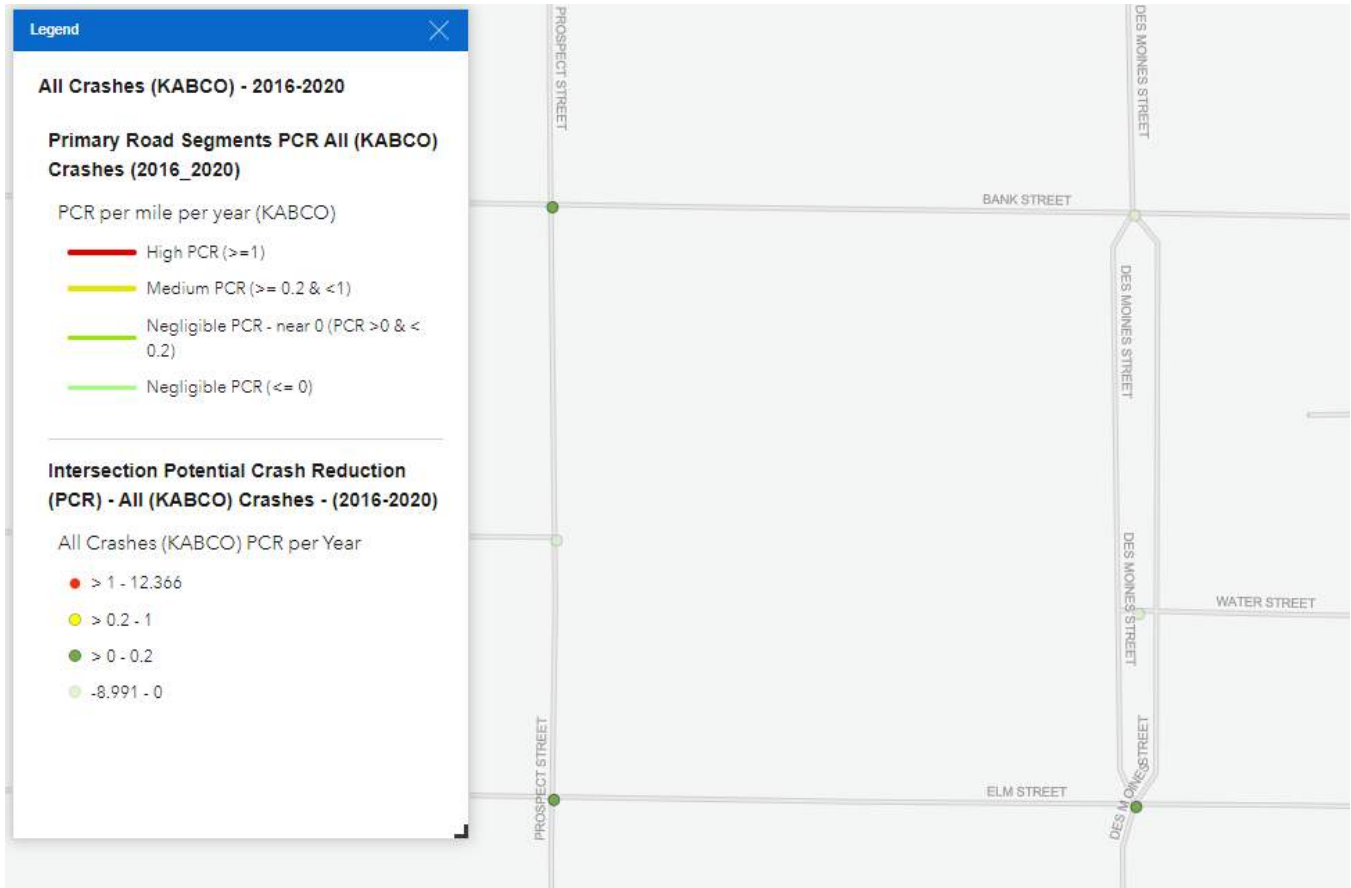 Legend
All Crashes (KABCO) - 2016-2020
Primary Road Segments PCR All (KABCO)
Crashes (2016_2020)
PCR per mile per year (KABCO)
High PCR (>=1)
Medium PCR (>= 0.2 & <1)
Negligible PCR - near 0 (PCR >0 & <
0.2)
Negligible PCR (<= 0)
Intersection Potential Crash Reduction
(PCR) - All (KABCO) Crashes - (2016-2020)
All Crashes (KABCO) PCR per Year
> 1 - 12.366
> 0.2 - 1
> 0 - 0.2
-8.991 - 0
PROSPECT STREET
DES MOINES STREET
BANK STREET
DES MOINES STREET
DES MOINES STREET
WATER STREET
PROSPECT STREET
ELM STREET
DES MOINES STREET